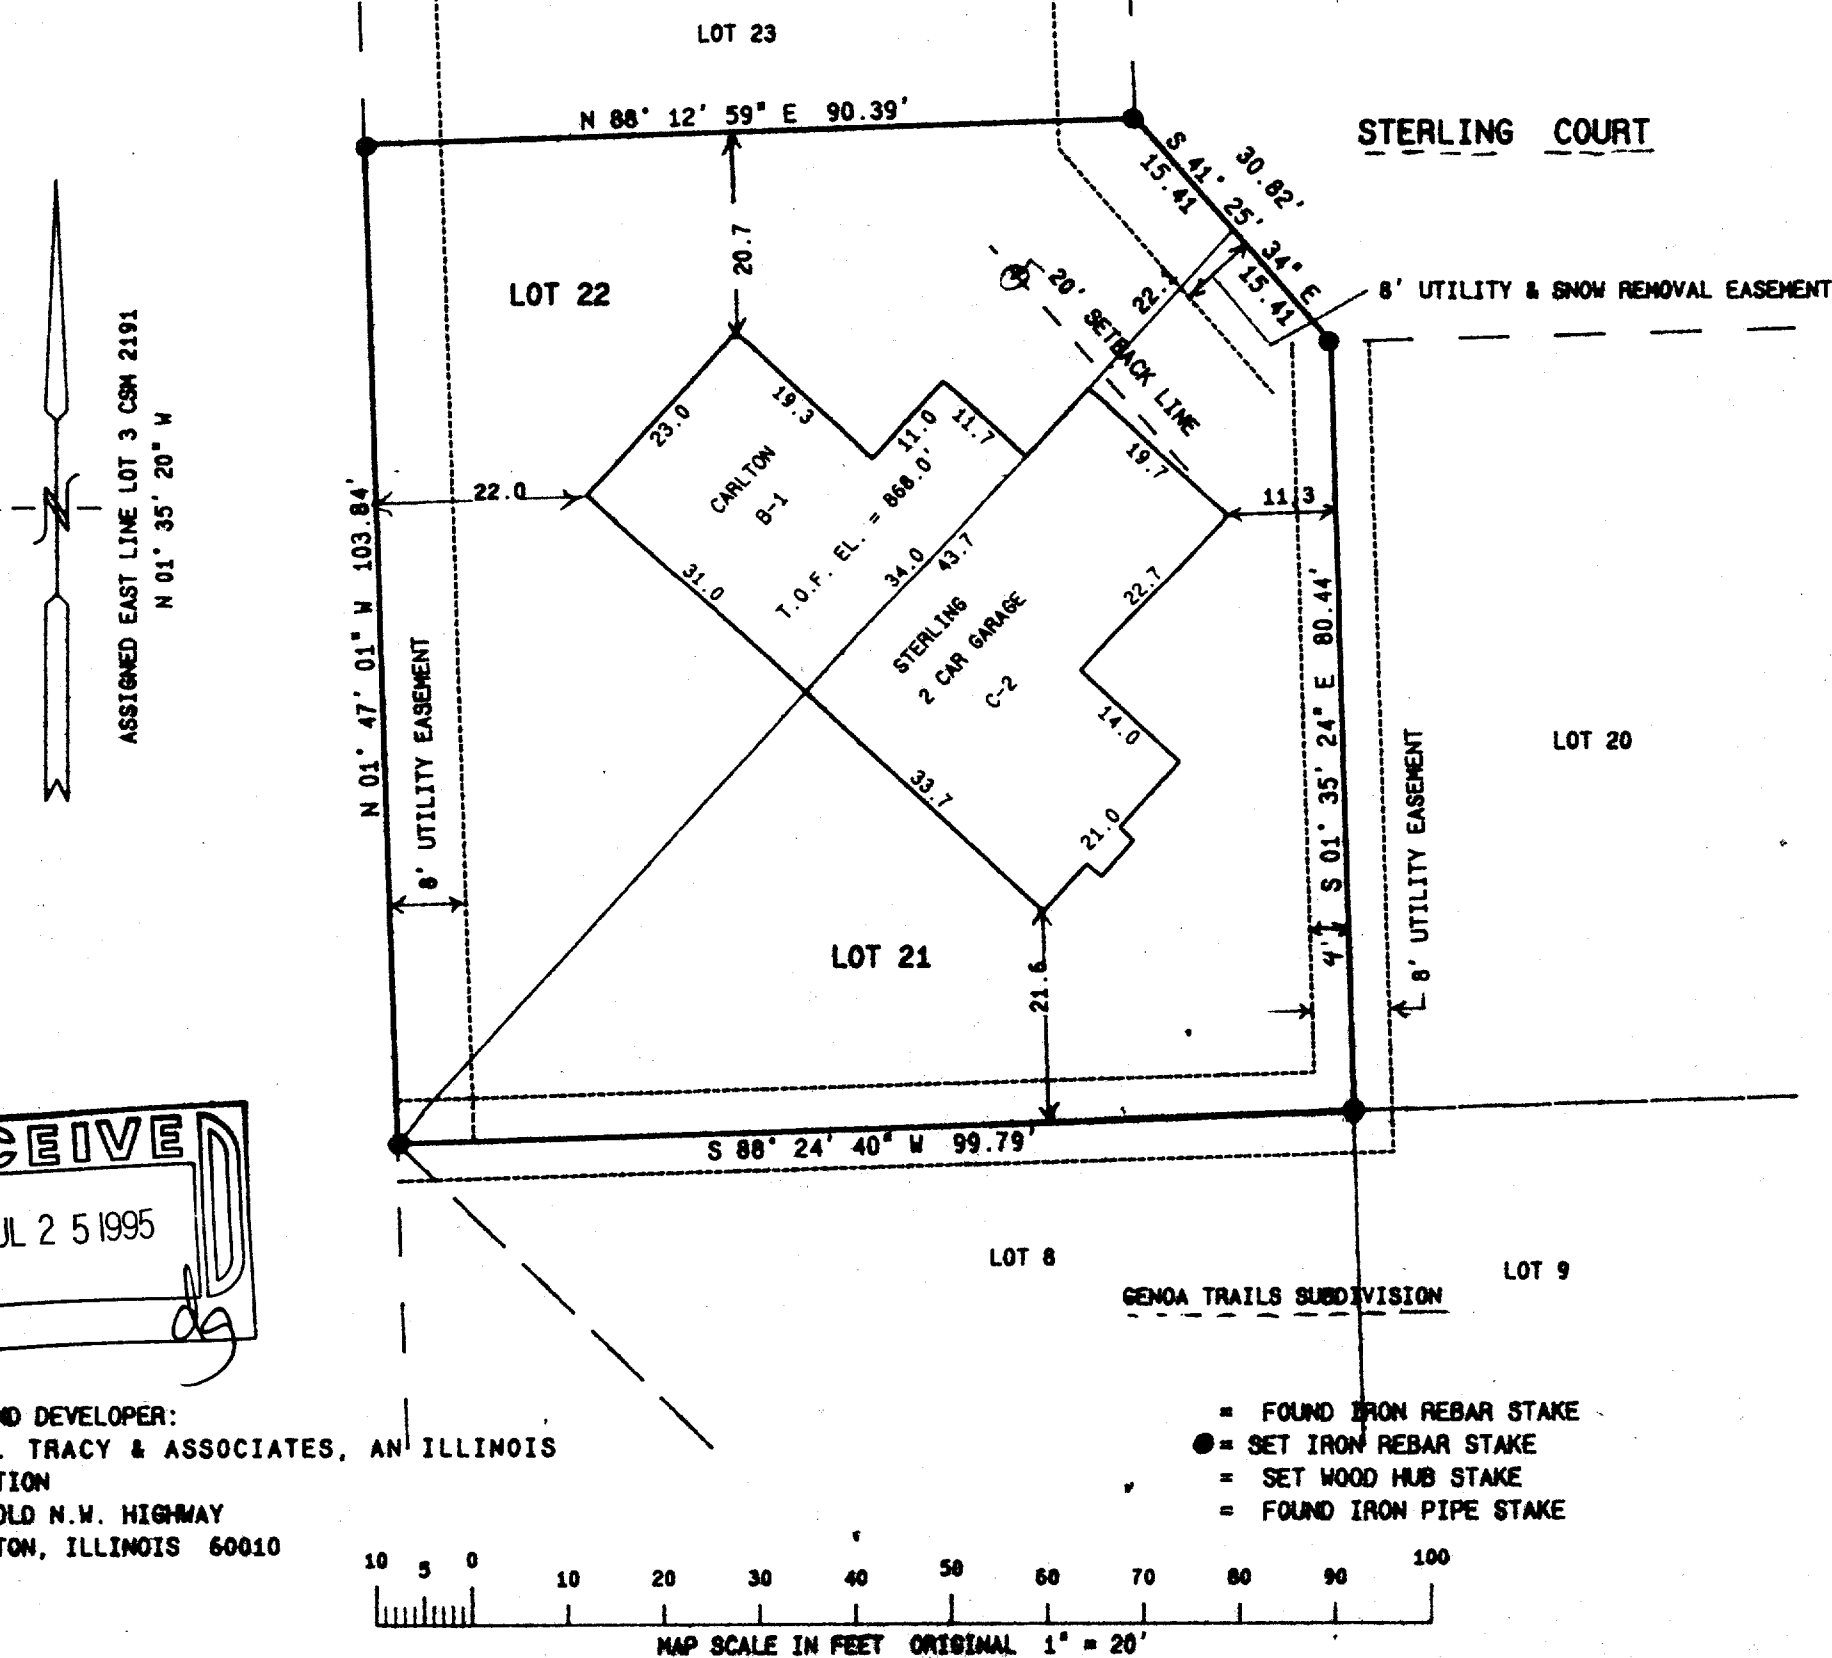 LOT 23
N 88° 12' 59" E 90.39'
STERLING COURT
S 41° 25' 34" E
30.82'
15.41
15.41
8' UTILITY & SNOW REMOVAL EASEMENT
20' SETBACK LINE
22.
20.7
LOT 22
ASSIGNED EAST LINE LOT 3 CSM 2191
N 01° 35' 20" W
N
N 01° 47' 01" W 103.84'
22.0
23.0
19.3
11.0
11.7
CARLTON
B-1
T.O.F. EL. = 868.0'
31.0
34.0
43.7
19.7
11.3
22.7
STERLING
2 CAR GARAGE
C-2
14.0
33.7
21.0
S 01° 35' 24" E 80.44'
8' UTILITY EASEMENT
8' UTILITY EASEMENT
4'
LOT 20
LOT 21
21.6
S 88° 24' 40" W 99.79'
CEIVED
UL 25 1995
dg
LOT 8
LOT 9
GENOA TRAILS SUBDIVISION
ND DEVELOPER:
. TRACY & ASSOCIATES, AN ILLINOIS
TION
OLD N.W. HIGHWAY
TON, ILLINOIS 60010
= FOUND IRON REBAR STAKE
= SET IRON REBAR STAKE
= SET WOOD HUB STAKE
= FOUND IRON PIPE STAKE
10 5 0 10 20 30 40 50 60 70 80 90 100
MAP SCALE IN FEET ORIGINAL 1" = 20'